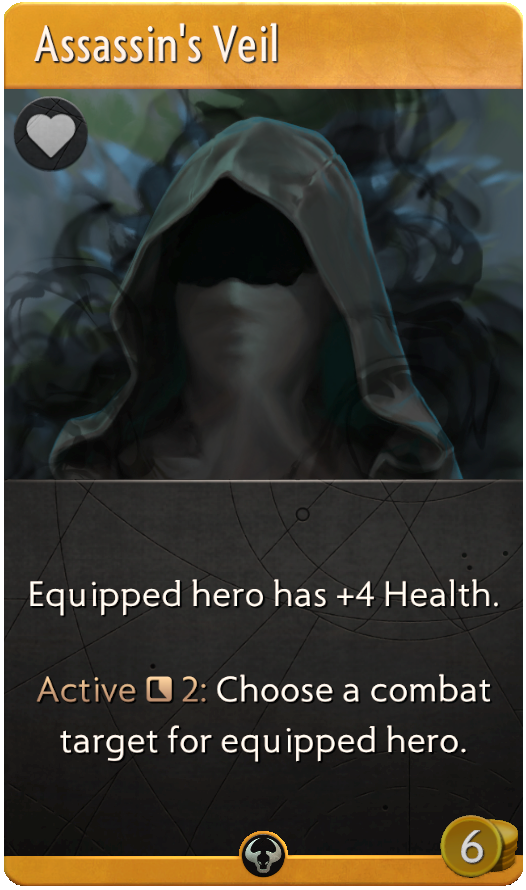 Assassin's Veil
Equipped hero has +4 Health.
Active 2: Choose a combat
target for equipped hero.
6